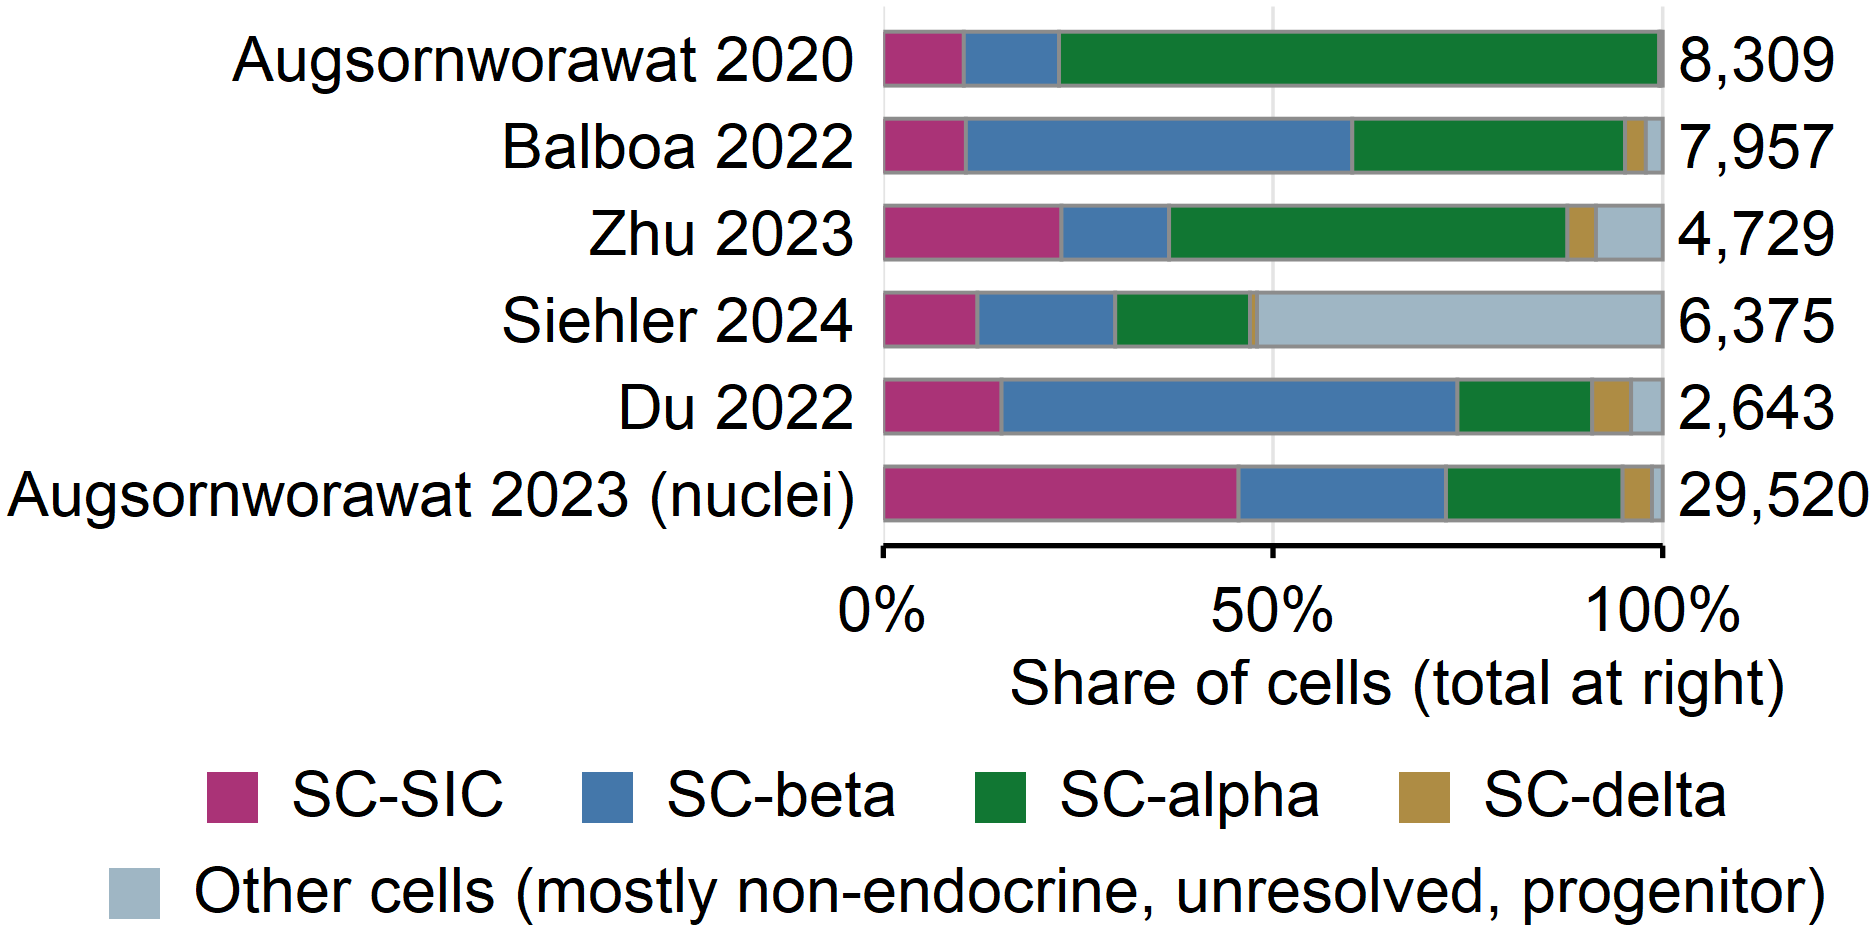 Augsornworawat 2020 8,309
Balboa 2022 7,957
Zhu 2023 4,729
Siehler 2024 6,375
Du 2022 2,643
Augsornworawat 2023 (nuclei) 29,520
0% 50% 100%
Share of cells (total at right)
SC-SIC SC-beta SC-alpha SC-delta
Other cells (mostly non-endocrine, unresolved, progenitor)